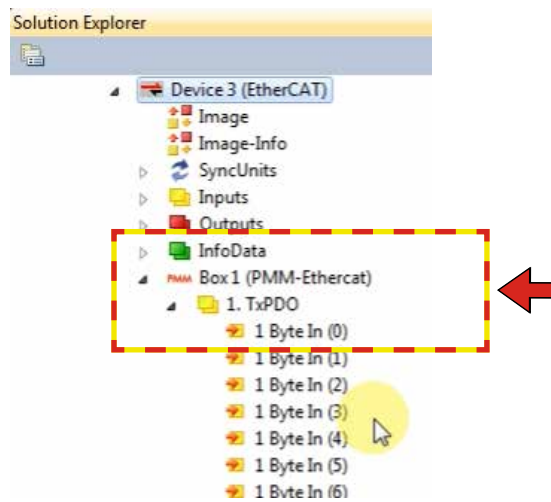 Solution Explorer
Device 3 (EtherCAT)
Image
Image-Info
SyncUnits
Inputs
Outputs
InfoData
PMM Box 1 (PMM-Ethercat)
1. TxPDO
1 Byte In (0)
1 Byte In (1)
1 Byte In (2)
1 Byte In (3)
1 Byte In (4)
1 Byte In (5)
1 Byte In (6)